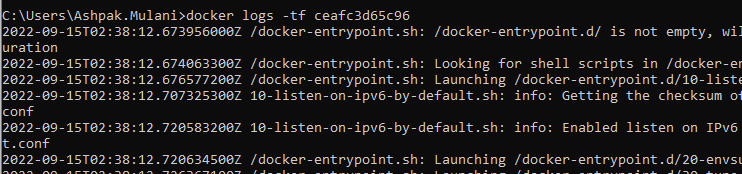 C:\Users\Ashpak.Mulani>docker logs -tf ceafc3d65c96
2022-09-15T02:38:12.673956000Z /docker-entrypoint.sh: /docker-entrypoint.d/ is not empty, wil
uration
2022-09-15T02:38:12.674063300Z /docker-entrypoint.sh: Looking for shell scripts in /docker-en
2022-09-15T02:38:12.676577200Z /docker-entrypoint.sh: Launching /docker-entrypoint.d/10-liste
2022-09-15T02:38:12.707325300Z 10-listen-on-ipv6-by-default.sh: info: Getting the checksum of
conf
2022-09-15T02:38:12.720583200Z 10-listen-on-ipv6-by-default.sh: info: Enabled listen on IPv6
t.conf
2022-09-15T02:38:12.720634500Z /docker-entrypoint.sh: Launching /docker-entrypoint.d/20-envsu